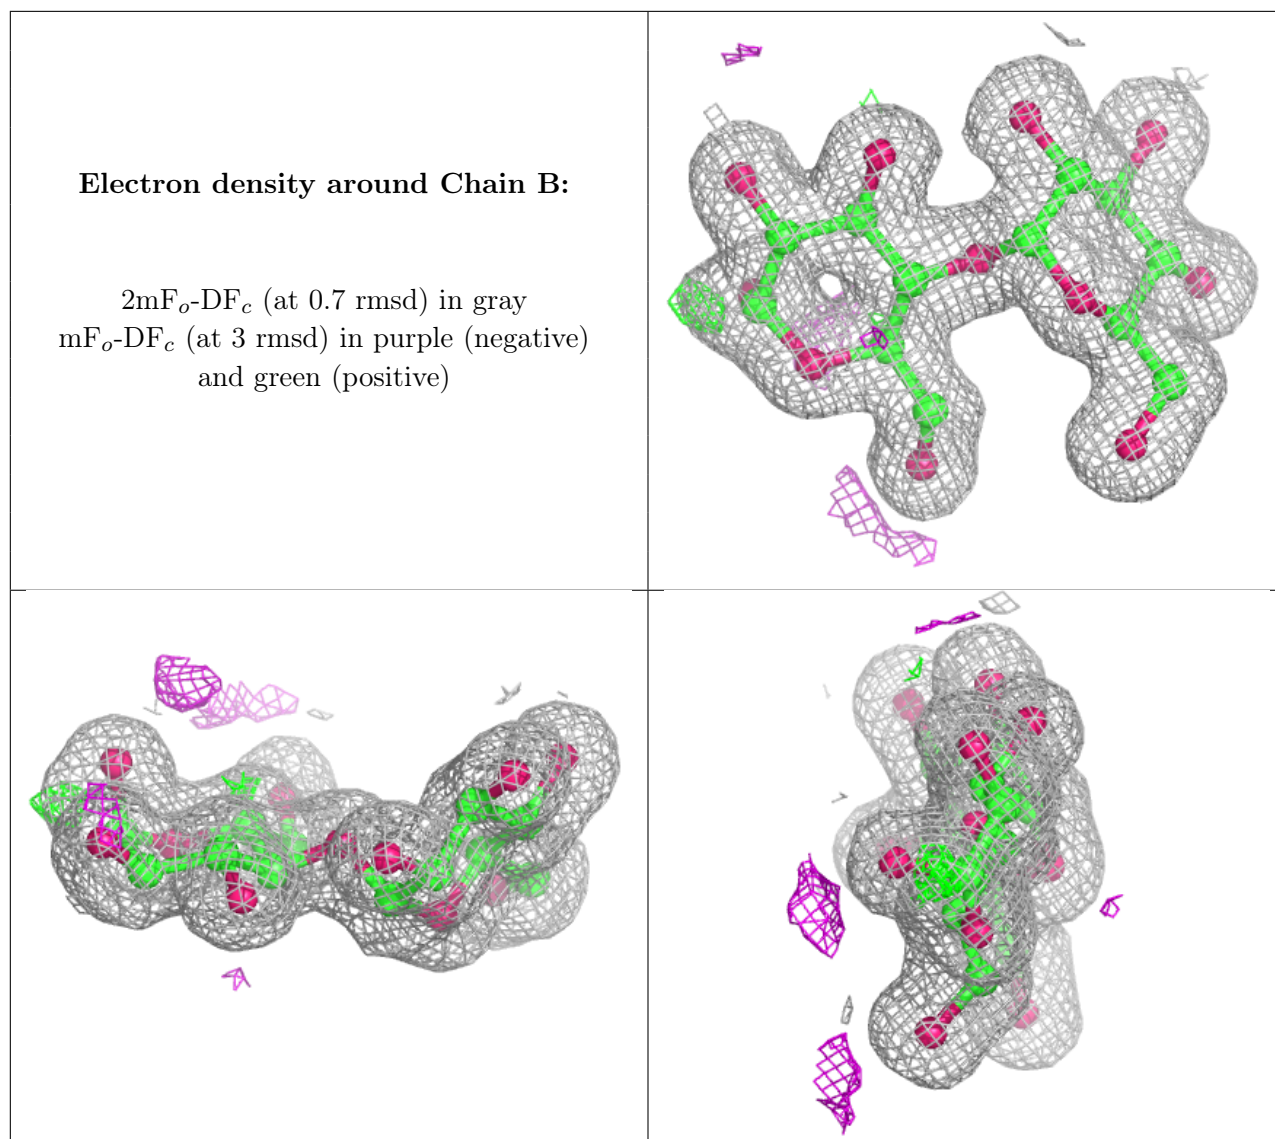 Electron density around Chain B:
2mFₒ-DF𝒸 (at 0.7 rmsd) in gray
mFₒ-DF𝒸 (at 3 rmsd) in purple (negative)
and green (positive)